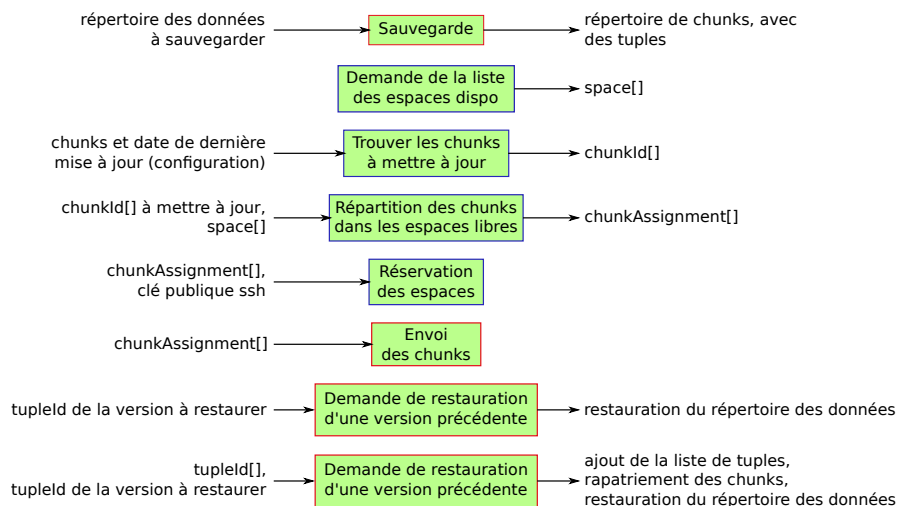 répertoire des données
à sauvegarder
Sauvegarde
répertoire de chunks, avec
des tuples
Demande de la liste
des espaces dispo
space[]
chunks et date de dernière
mise à jour (configuration)
Trouver les chunks
à mettre à jour
chunkId[]
chunkId[] à mettre à jour,
space[]
Répartition des chunks
dans les espaces libres
chunkAssignment[]
chunkAssignment[],
clé publique ssh
Réservation
des espaces
chunkAssignment[]
Envoi
des chunks
tupleId de la version à restaurer
Demande de restauration
d'une version précédente
restauration du répertoire des données
tupleId[],
tupleId de la version à restaurer
Demande de restauration
d'une version précédente
ajout de la liste de tuples,
rapatriement des chunks,
restauration du répertoire des données